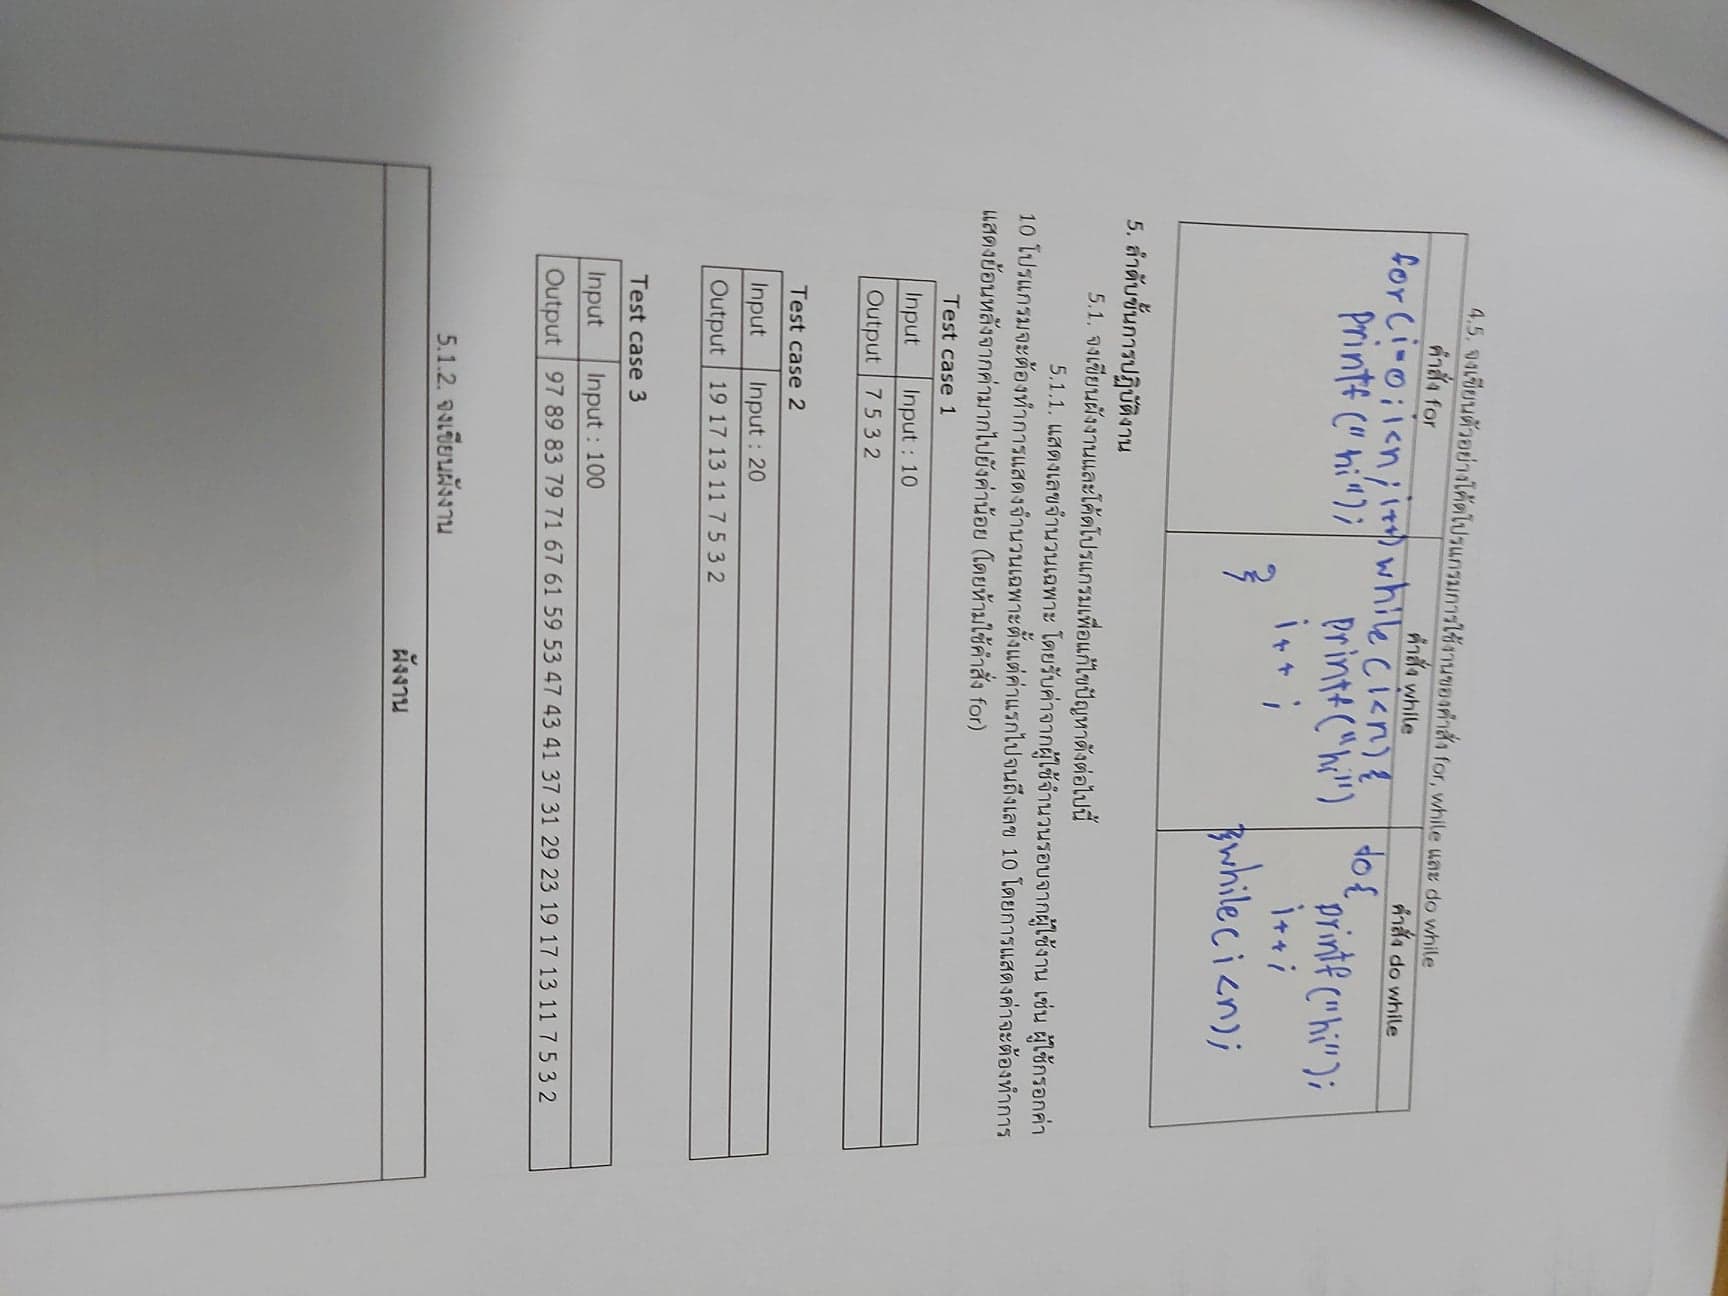 4.5. จงเขียนตัวอย่างโค้ดโปรแกรมการใช้งานของคำสั่ง for, while และ do while
คำสั่ง for
คำสั่ง while
คำสั่ง do while
for(i=0;i<n;i++)
printf("hi");
while(i<n){
printf("hi")
i++;
}
do{
printf("hi");
i++;
}while(i<n);
5. ลำดับขั้นการปฏิบัติงาน
5.1. จงเขียนผังงานและโค้ดโปรแกรมเพื่อแก้ไขปัญหาดังต่อไปนี้
5.1.1. แสดงเลขจำนวนเฉพาะ โดยรับค่าจากผู้ใช้จำนวนรอบจากผู้ใช้งาน เช่น ผู้ใช้กรอกค่า
10 โปรแกรมจะต้องทำการแสดงจำนวนเฉพาะตั้งแต่ค่าแรกไปจนถึงเลข 10 โดยการแสดงค่าจะต้องทำการ
แสดงย้อนหลังจากค่ามากไปยังค่าน้อย (โดยห้ามใช้คำสั่ง for)
Test case 1
Input Input : 10
Output 7 5 3 2
Test case 2
Input Input : 20
Output 19 17 13 11 7 5 3 2
Test case 3
Input Input : 100
Output 97 89 83 79 71 67 61 59 53 47 43 41 37 31 29 23 19 17 13 11 7 5 3 2
5.1.2. จงเขียนผังงาน
ผังงาน